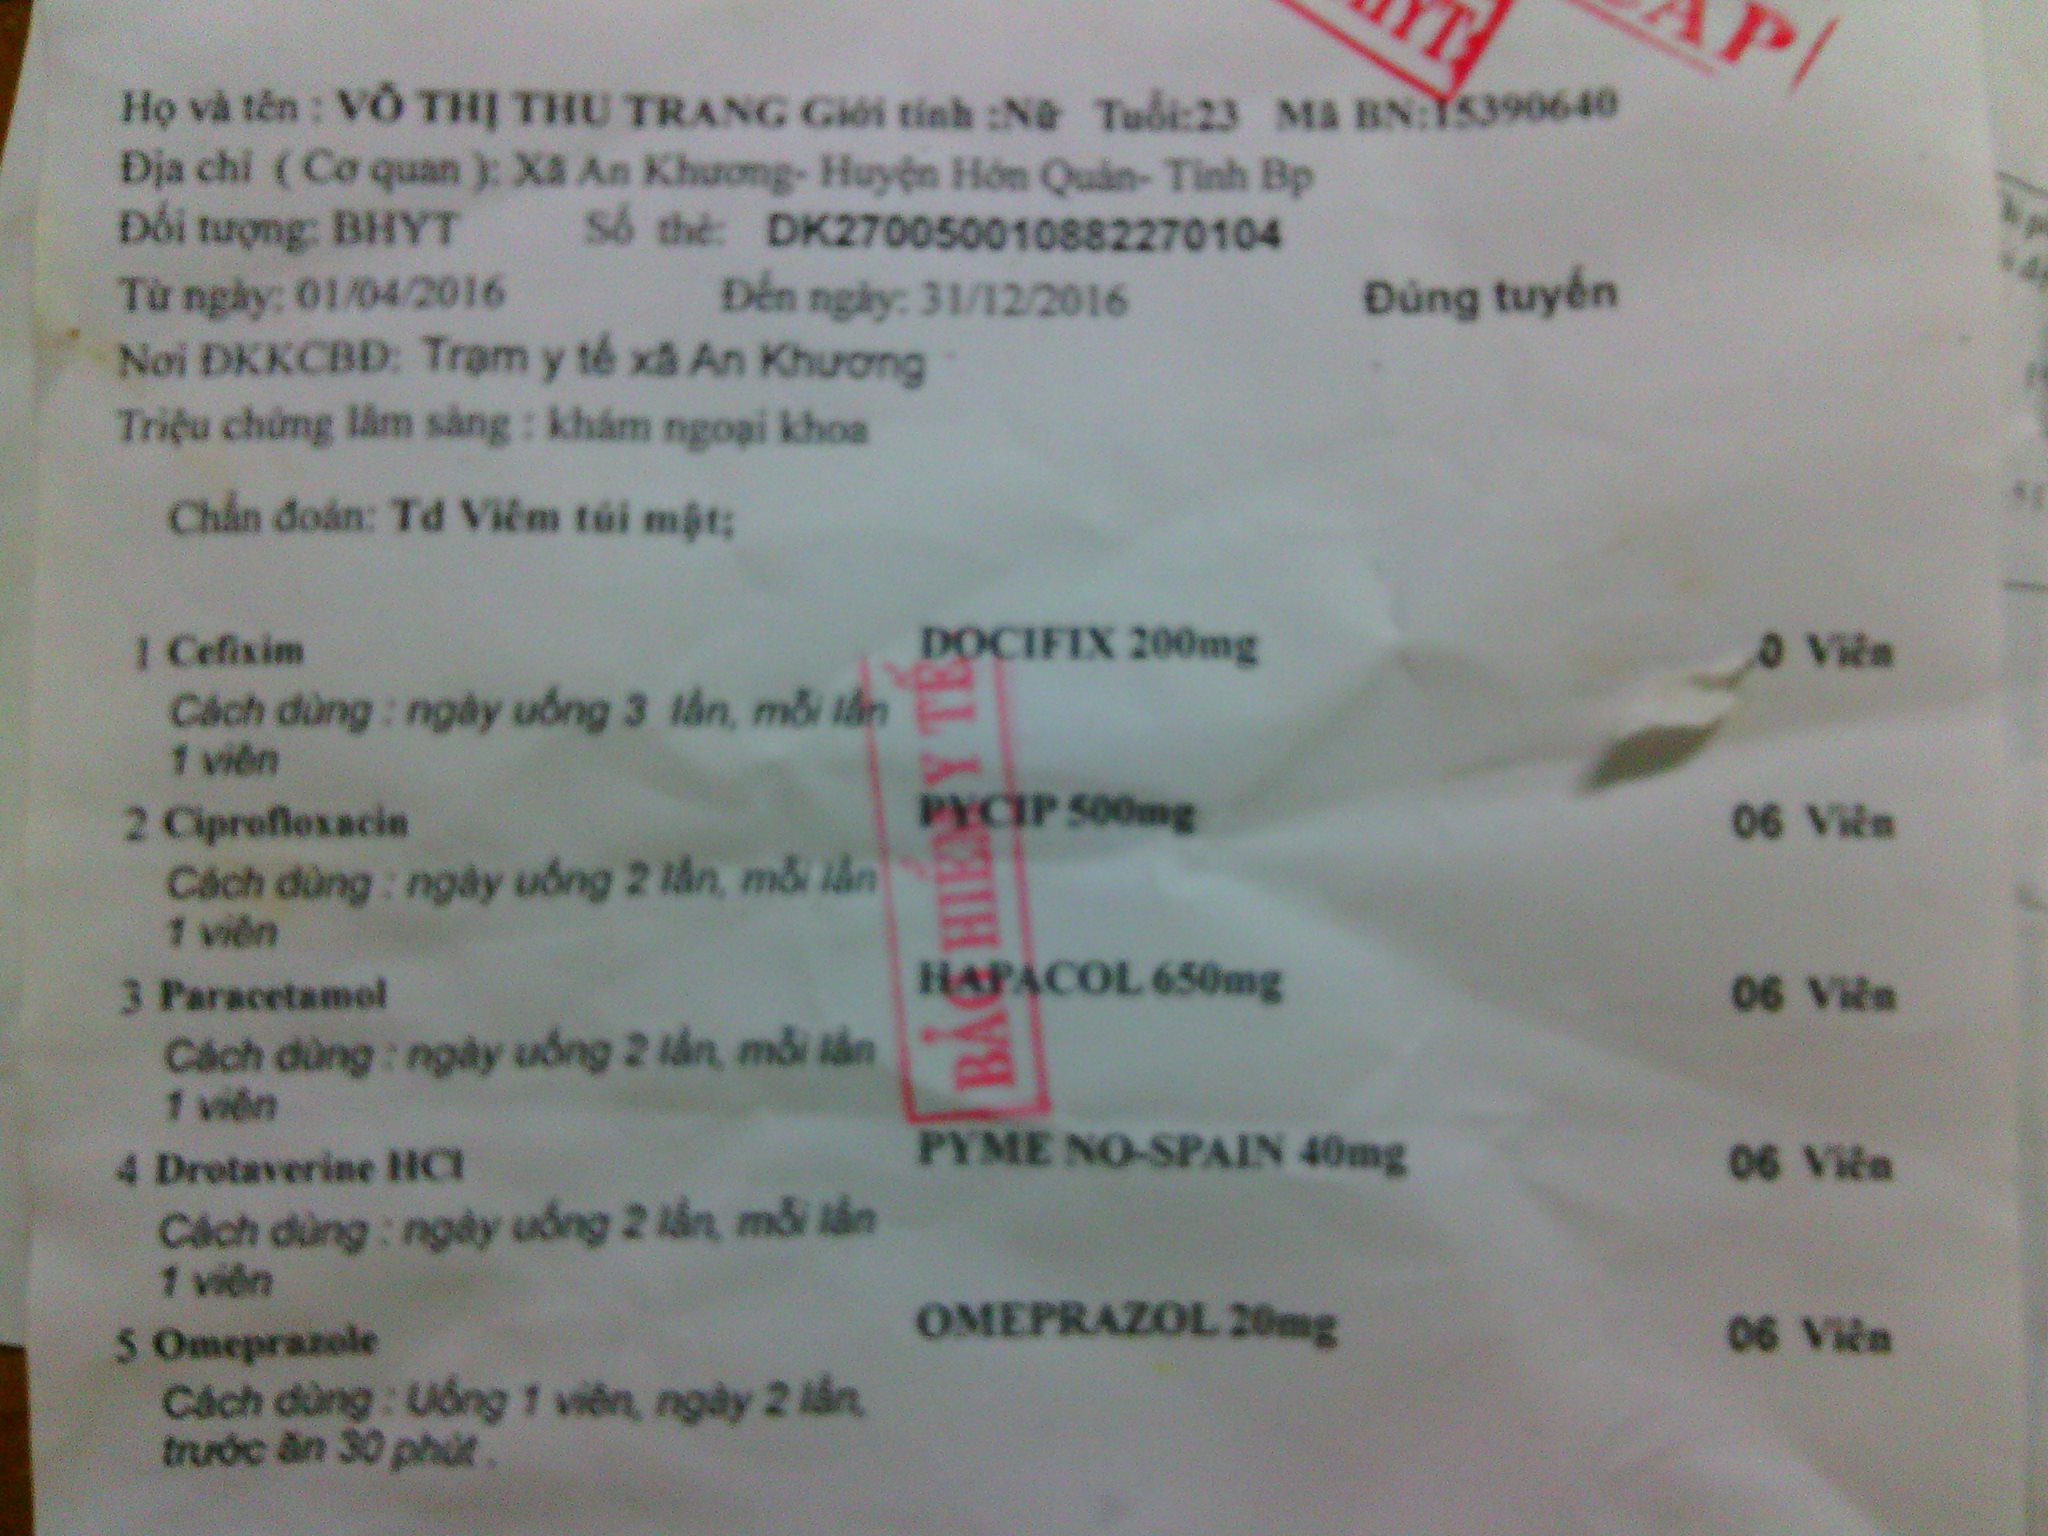 BHYT
CẤP
Họ và tên : VÕ THỊ THU TRANG Giới tính :Nữ Tuổi:23 Mã BN:15390640
Địa chỉ ( Cơ quan ): Xã An Khương- Huyện Hớn Quản- Tỉnh Bp
Đối tượng: BHYT Số thẻ: DK270050010882270104
Từ ngày: 01/04/2016 Đến ngày: 31/12/2016 Đúng tuyến
Nơi ĐKKCBĐ: Trạm y tế xã An Khương
Triệu chứng lâm sàng : khám ngoại khoa
Chẩn đoán: Td Viêm túi mật;
1 Cefixim DOCIFIX 200mg 0 Viên
Cách dùng : ngày uống 3 lần, mỗi lần
1 viên
2 Ciprofloxacin PYCIP 500mg 06 Viên
Cách dùng : ngày uống 2 lần, mỗi lần
1 viên
3 Paracetamol HAPACOL 650mg 06 Viên
Cách dùng : ngày uống 2 lần, mỗi lần
1 viên
4 Drotaverine HCl PYME NO-SPAIN 40mg 06 Viên
Cách dùng : ngày uống 2 lần, mỗi lần
1 viên
5 Omeprazole OMEPRAZOL 20mg 06 Viên
Cách dùng : Uống 1 viên, ngày 2 lần,
trước ăn 30 phút .
BẢO HIỂM Y TẾ